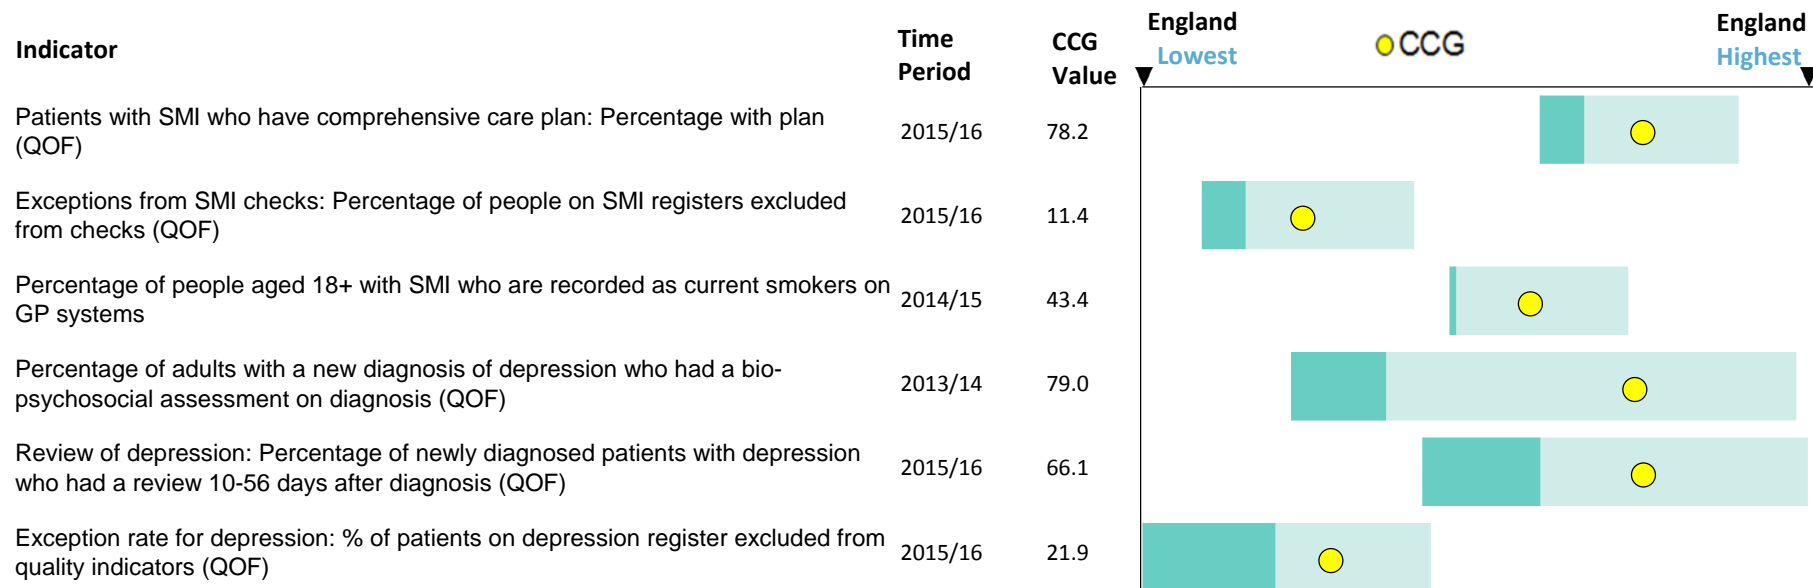 Indicator
Time
Period
CCG
Value
England
Lowest
CCG
England
Highest
Patients with SMI who have comprehensive care plan: Percentage with plan
(QOF)
2015/16
78.2
Exceptions from SMI checks: Percentage of people on SMI registers excluded
from checks (QOF)
2015/16
11.4
Percentage of people aged 18+ with SMI who are recorded as current smokers on
GP systems
2014/15
43.4
Percentage of adults with a new diagnosis of depression who had a bio-
psychosocial assessment on diagnosis (QOF)
2013/14
79.0
Review of depression: Percentage of newly diagnosed patients with depression
who had a review 10-56 days after diagnosis (QOF)
2015/16
66.1
Exception rate for depression: % of patients on depression register excluded from
quality indicators (QOF)
2015/16
21.9